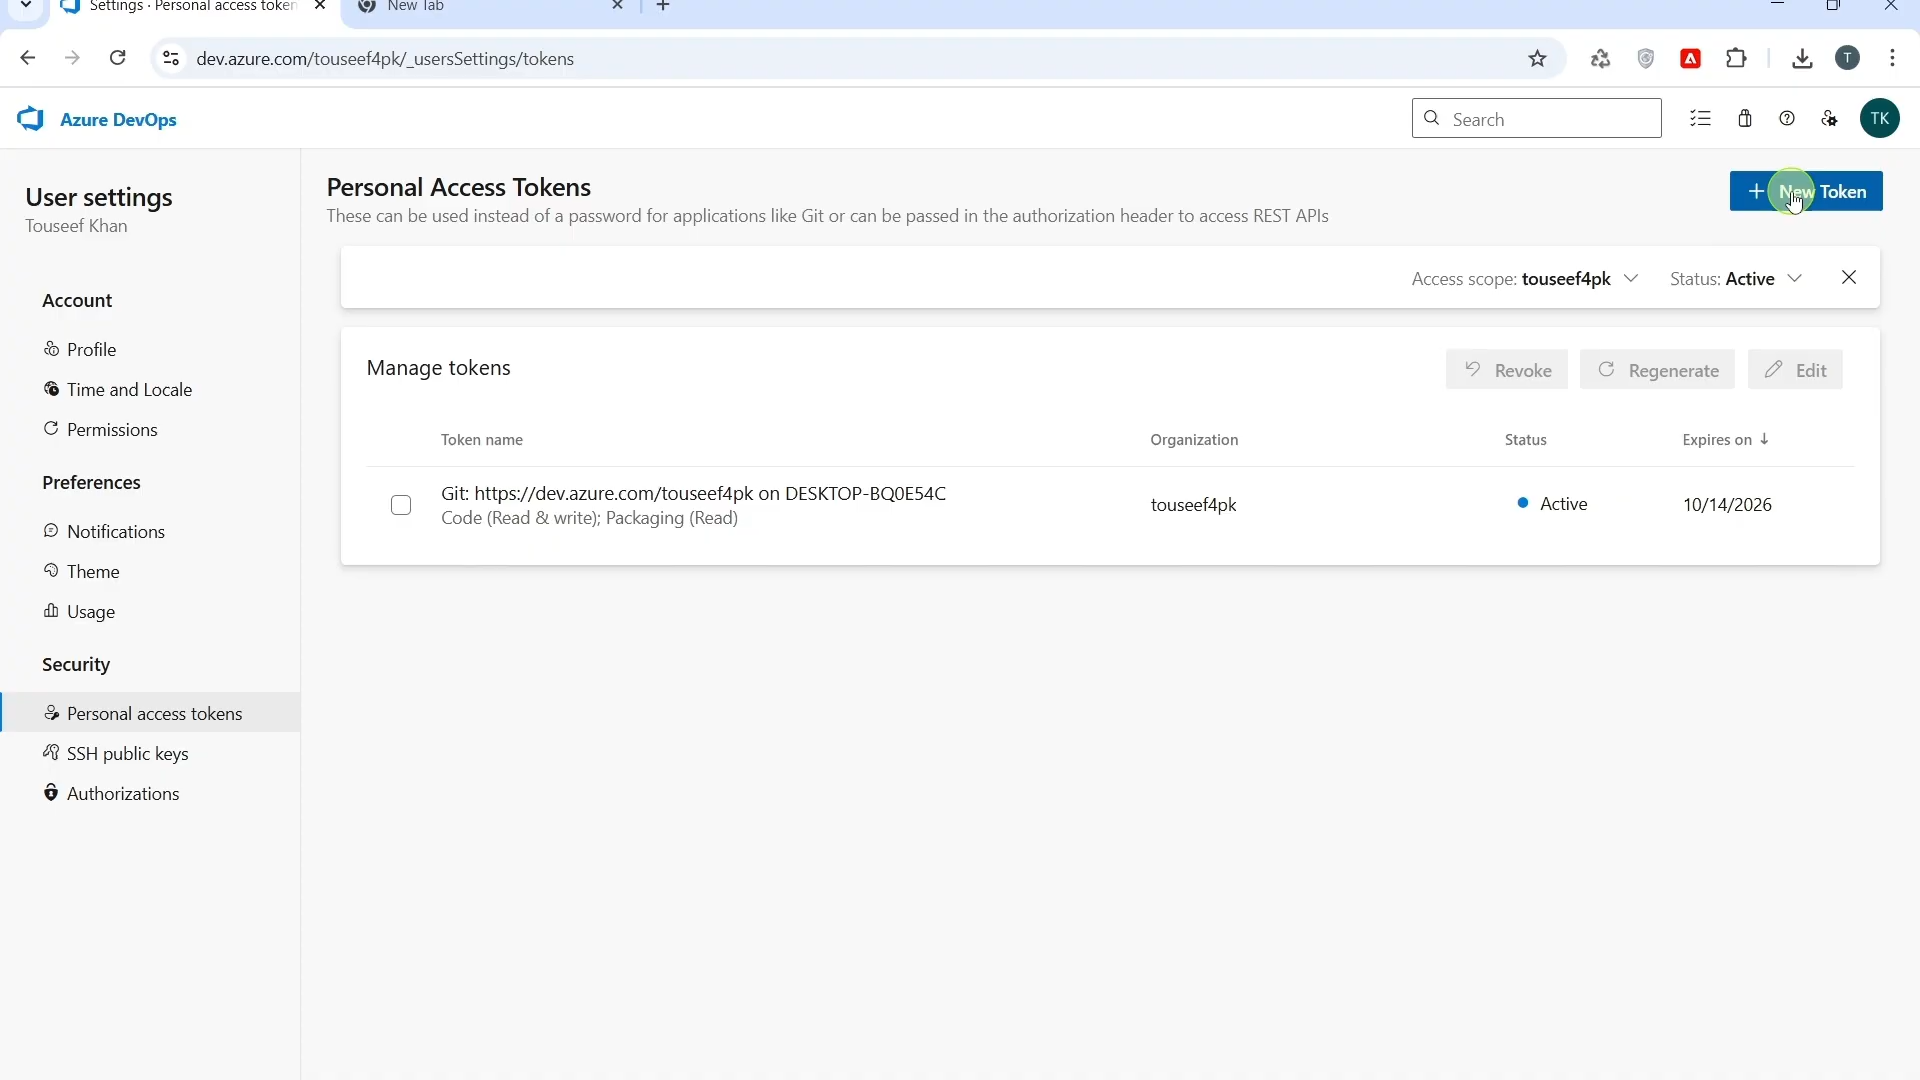 Settings · Personal access token
New Tab
dev.azure.com/touseef4pk/_usersSettings/tokens
T
Azure DevOps
Search
TK
User settings
Touseef Khan
Account
Profile
Time and Locale
Permissions
Preferences
Notifications
Theme
Usage
Security
Personal access tokens
SSH public keys
Authorizations
Personal Access Tokens
These can be used instead of a password for applications like Git or can be passed in the authorization header to access REST APIs
New Token
Access scope: touseef4pk
Status: Active
Manage tokens
Revoke
Regenerate
Edit
Token name
Organization
Status
Expires on
Git: https://dev.azure.com/touseef4pk on DESKTOP-BQ0E54C
Code (Read & write); Packaging (Read)
touseef4pk
Active
10/14/2026